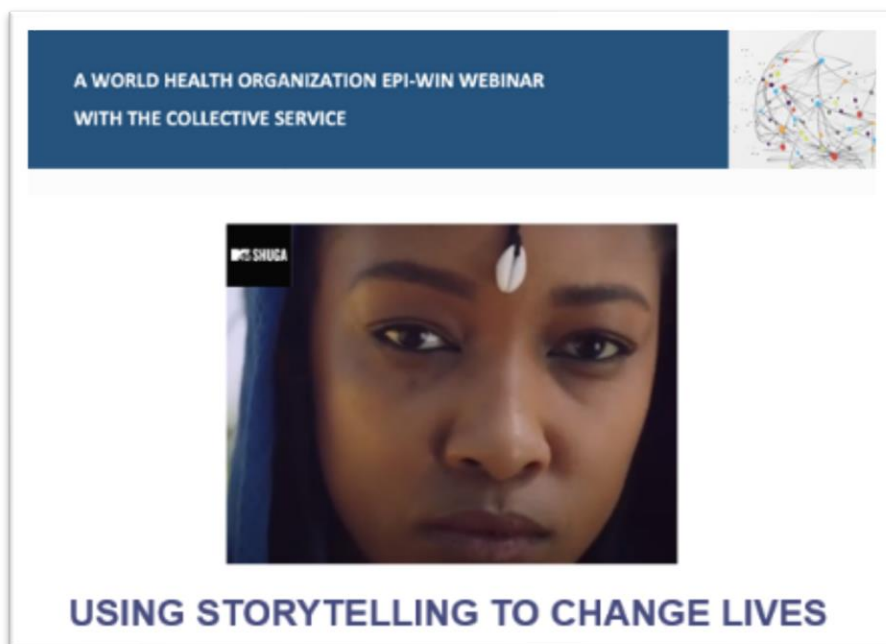 A WORLD HEALTH ORGANIZATION EPI-WIN WEBINAR
WITH THE COLLECTIVE SERVICE
MTV SHUGA
USING STORYTELLING TO CHANGE LIVES